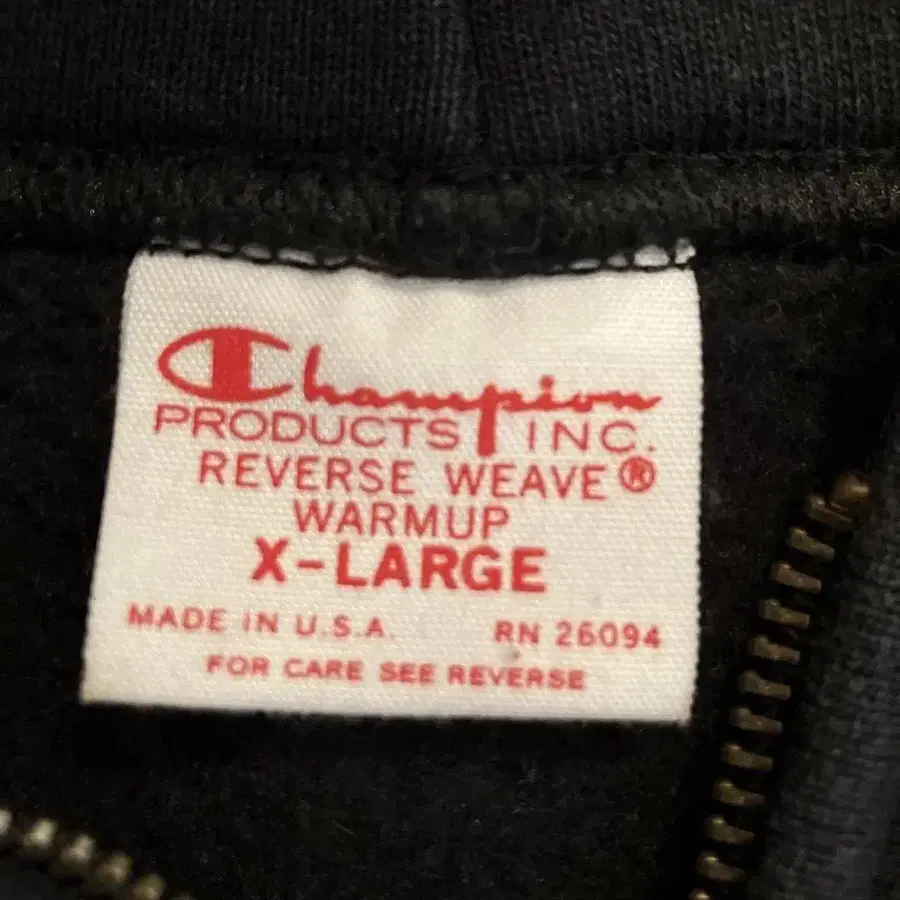 Champion
PRODUCTS INC.
REVERSE WEAVE®
WARMUP
X-LARGE
MADE IN U.S.A. RN 26094
FOR CARE SEE REVERSE